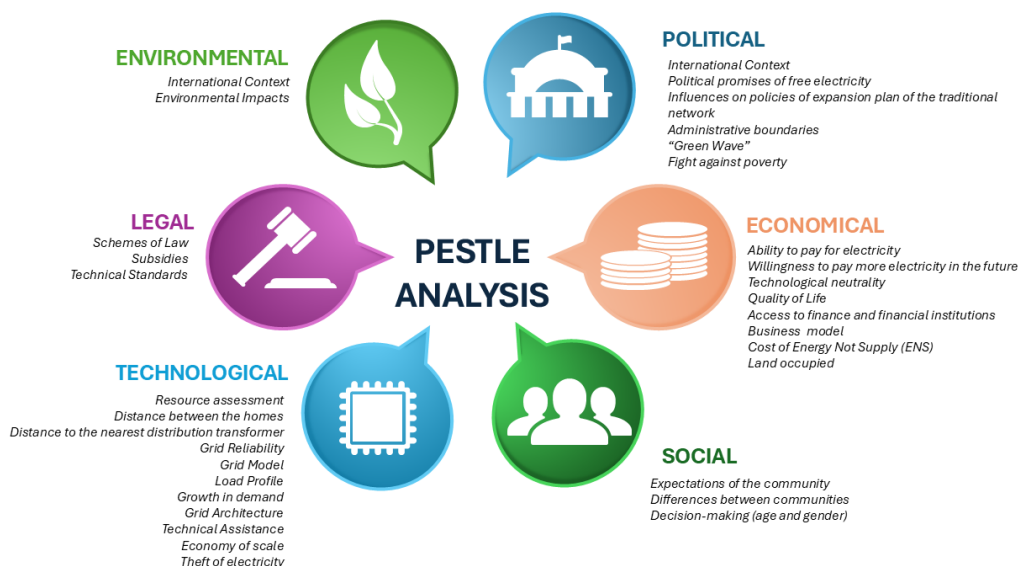 ENVIRONMENTAL
International Context
Environmental Impacts
POLITICAL
International Context
Political promises of free electricity
Influences on policies of expansion plan of the traditional
network
Administrative boundaries
“Green Wave”
Fight against poverty
LEGAL
Schemes of Law
Subsidies
Technical Standards
PESTLE
ANALYSIS
ECONOMICAL
Ability to pay for electricity
Willingness to pay more electricity in the future
Technological neutrality
Quality of Life
Access to finance and financial institutions
Business model
Cost of Energy Not Supply (ENS)
Land occupied
TECHNOLOGICAL
Resource assessment
Distance between the homes
Distance to the nearest distribution transformer
Grid Reliability
Grid Model
Load Profile
Growth in demand
Grid Architecture
Technical Assistance
Economy of scale
Theft of electricity
SOCIAL
Expectations of the community
Differences between communities
Decision-making (age and gender)